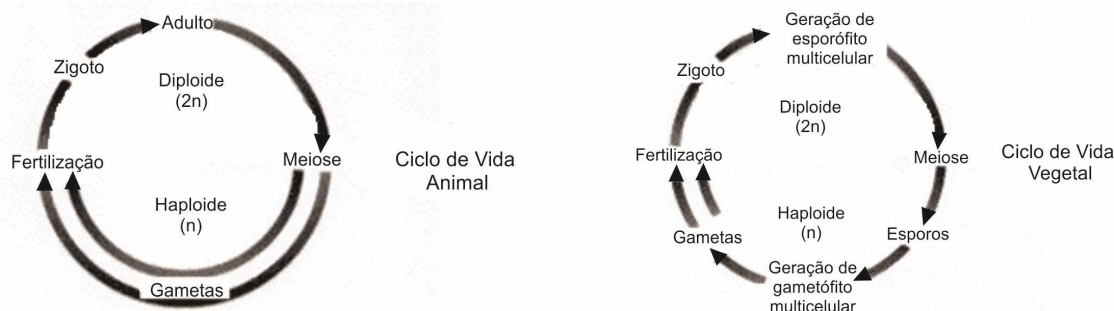 Adulto
Zigoto
Diploide
(2n)
Fertilização
Meiose
Ciclo de Vida
Animal
Haploide
(n)
Gametas
Geração de
esporófito
multicelular
Zigoto
Diploide
(2n)
Fertilização
Meiose
Ciclo de Vida
Vegetal
Haploide
(n)
Gametas
Esporos
Geração de
gametófito
multicelular